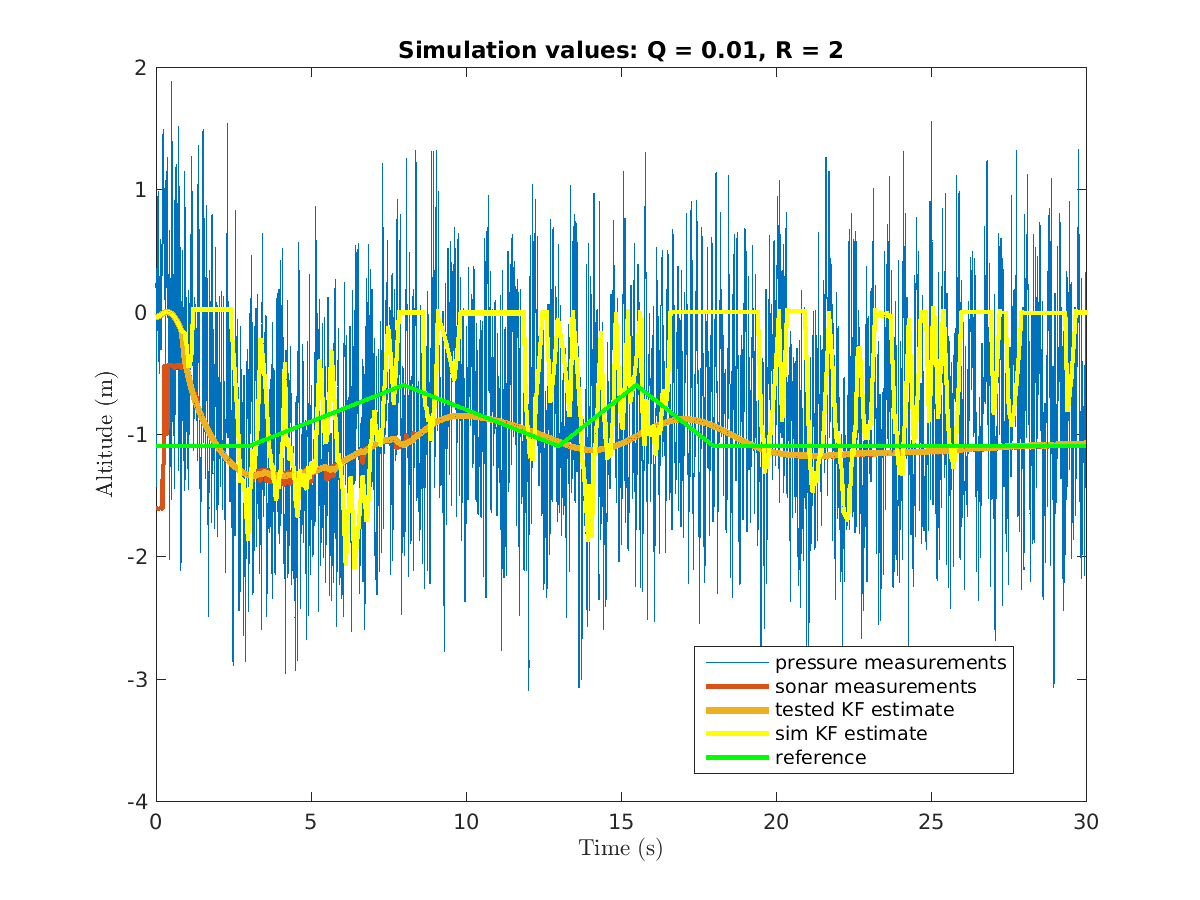 Simulation values: Q = 0.01, R = 2
2
1
0
-1
-2
-3
-4
Altitude (m)
pressure measurements
sonar measurements
tested KF estimate
sim KF estimate
reference
0 5 10 15 20 25 30
Time (s)